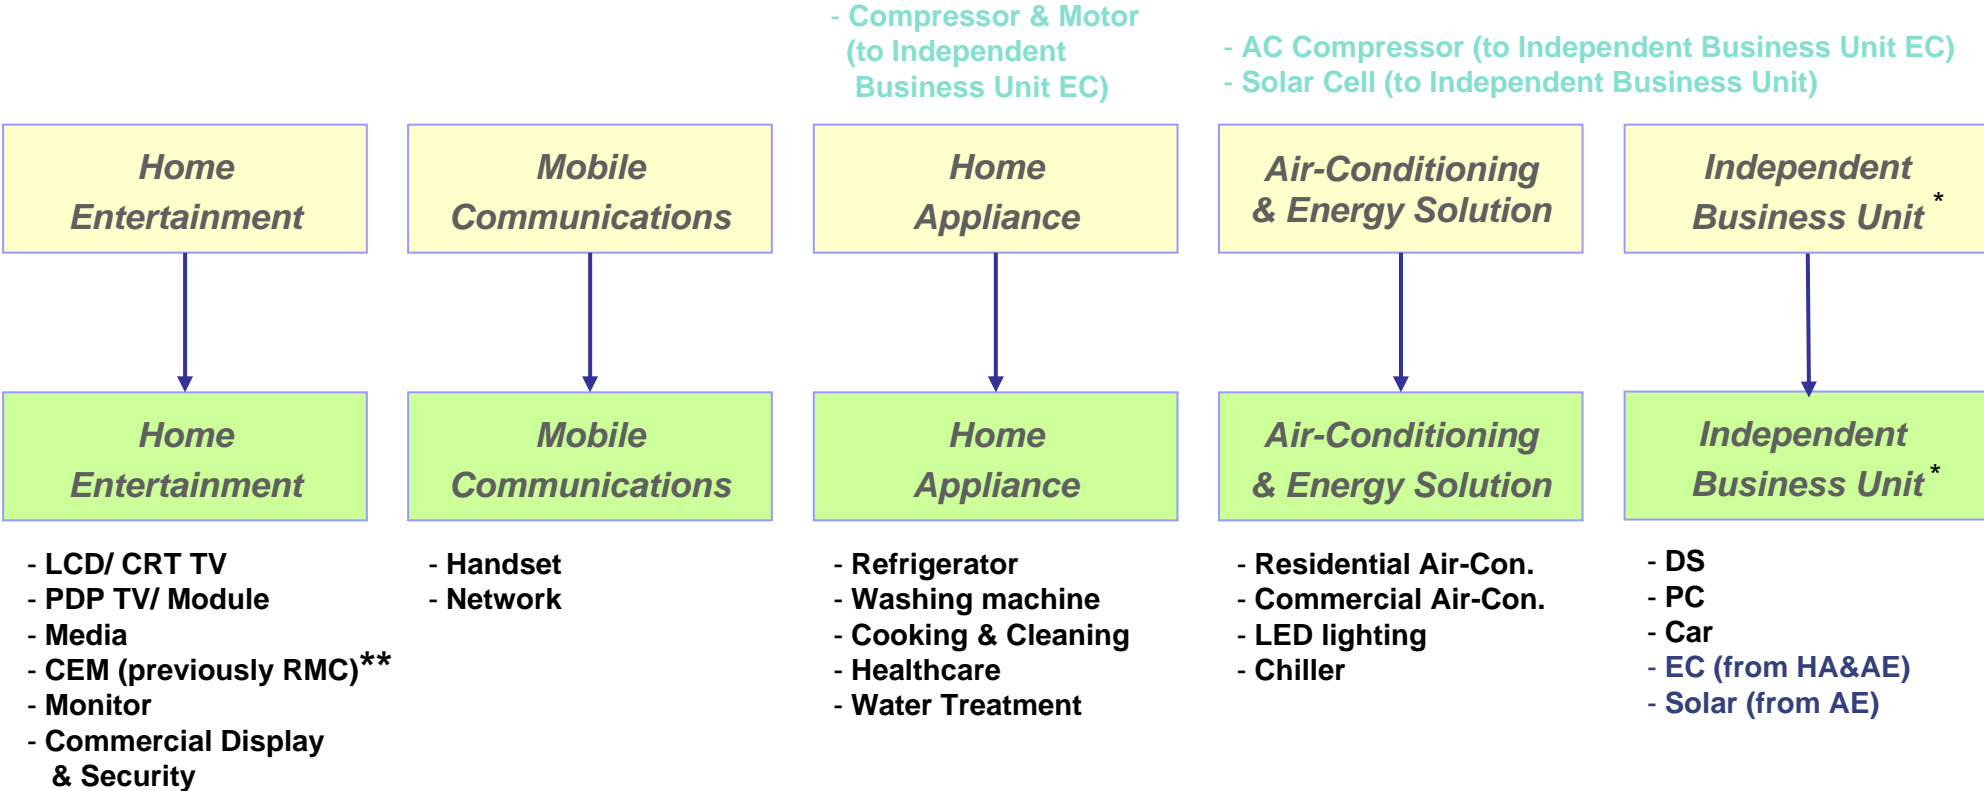 - Compressor & Motor
(to Independent
Business Unit EC)
- AC Compressor (to Independent Business Unit EC)
- Solar Cell (to Independent Business Unit)
Home
Entertainment
Mobile
Communications
Home
Appliance
Air-Conditioning
& Energy Solution
Independent
Business Unit *
Home
Entertainment
Mobile
Communications
Home
Appliance
Air-Conditioning
& Energy Solution
Independent
Business Unit *
- LCD/ CRT TV
- PDP TV/ Module
- Media
- CEM (previously RMC)**
- Monitor
- Commercial Display
& Security
- Handset
- Network
- Refrigerator
- Washing machine
- Cooking & Cleaning
- Healthcare
- Water Treatment
- Residential Air-Con.
- Commercial Air-Con.
- LED lighting
- Chiller
- DS
- PC
- Car
- EC (from HA&AE)
- Solar (from AE)